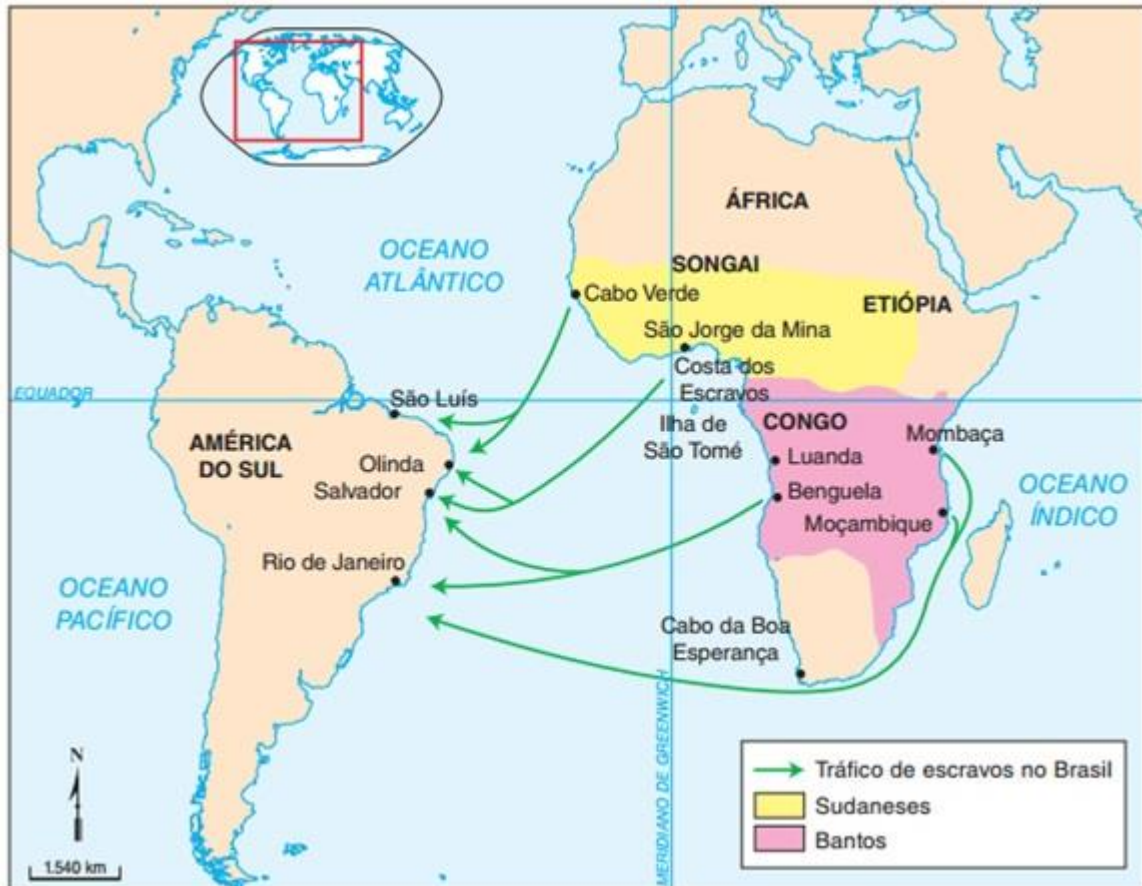 ÁFRICA
OCEANO
ATLÂNTICO
SONGAI
Cabo Verde
ETIÓPIA
São Jorge da Mina
Costa dos
Escravos
EQUADOR
São Luís
Ilha de
São Tomé
CONGO
Mombaça
AMÉRICA
DO SUL
Olinda
Salvador
Luanda
Benguela
Moçambique
OCEANO
ÍNDICO
Rio de Janeiro
OCEANO
PACÍFICO
Cabo da Boa
Esperança
MERIDIANO DE GREENWICH
N
1.540 km
Tráfico de escravos no Brasil
Sudaneses
Bantos